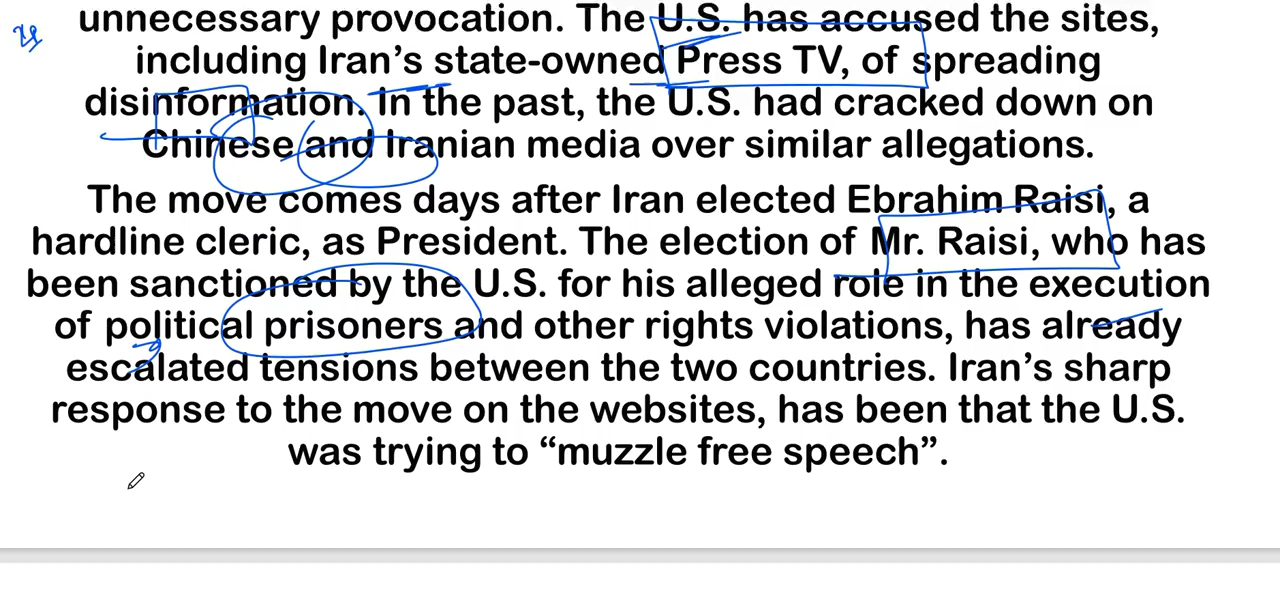 unnecessary provocation. The U.S. has accused the sites,
including Iran's state-owned Press TV, of spreading
disinformation. In the past, the U.S. had cracked down on
Chinese and Iranian media over similar allegations.
The move comes days after Iran elected Ebrahim Raisi, a
hardline cleric, as President. The election of Mr. Raisi, who has
been sanctioned by the U.S. for his alleged role in the execution
of political prisoners and other rights violations, has already
escalated tensions between the two countries. Iran's sharp
response to the move on the websites, has been that the U.S.
was trying to “muzzle free speech”.